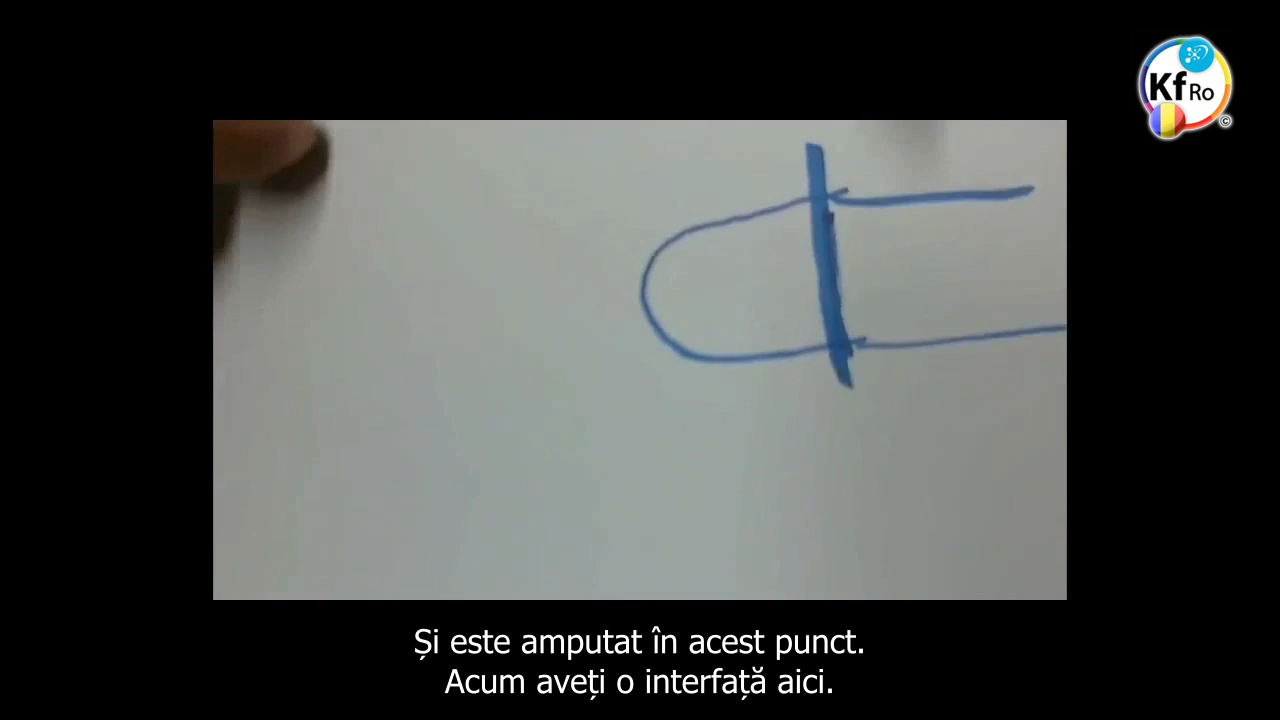 Kf Ro
©
Și este amputat în acest punct.
Acum aveți o interfață aici.